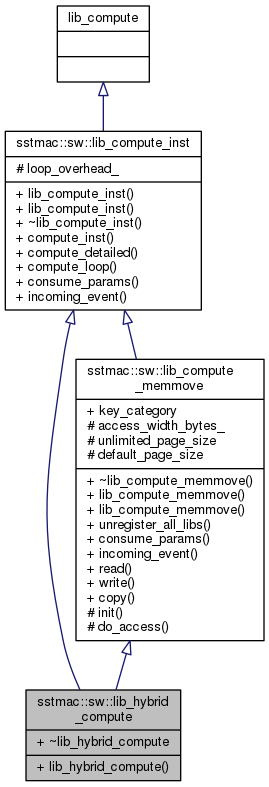 lib_compute
sstmac::sw::lib_compute_inst
# loop_overhead_
+ lib_compute_inst()
+ lib_compute_inst()
+ ~lib_compute_inst()
+ compute_inst()
+ compute_detailed()
+ compute_loop()
+ consume_params()
+ incoming_event()
sstmac::sw::lib_compute
_memmove
+ key_category
# access_width_bytes_
# unlimited_page_size
# default_page_size
+ ~lib_compute_memmove()
+ lib_compute_memmove()
+ lib_compute_memmove()
+ unregister_all_libs()
+ consume_params()
+ incoming_event()
+ read()
+ write()
+ copy()
# init()
# do_access()
sstmac::sw::lib_hybrid
_compute
+ ~lib_hybrid_compute
+ lib_hybrid_compute()